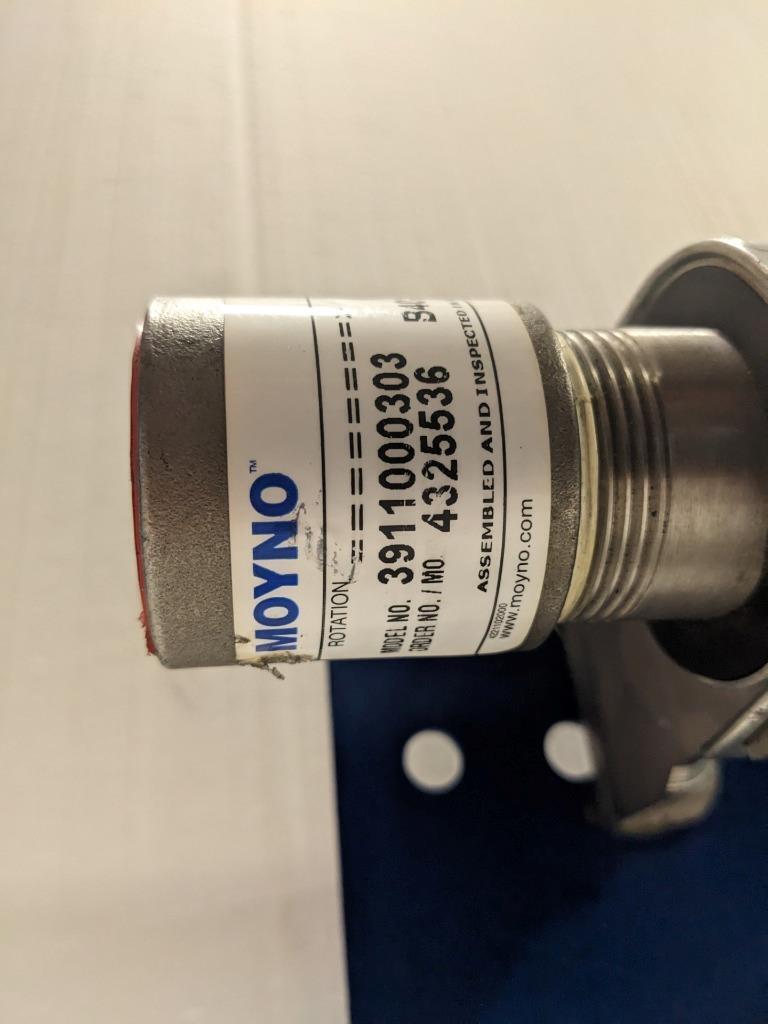 MOYNO™
ROTATION
MODEL NO. 3911000303
ORDER NO. / MO 4325536
ASSEMBLED AND INSPECTED
www.moyno.com